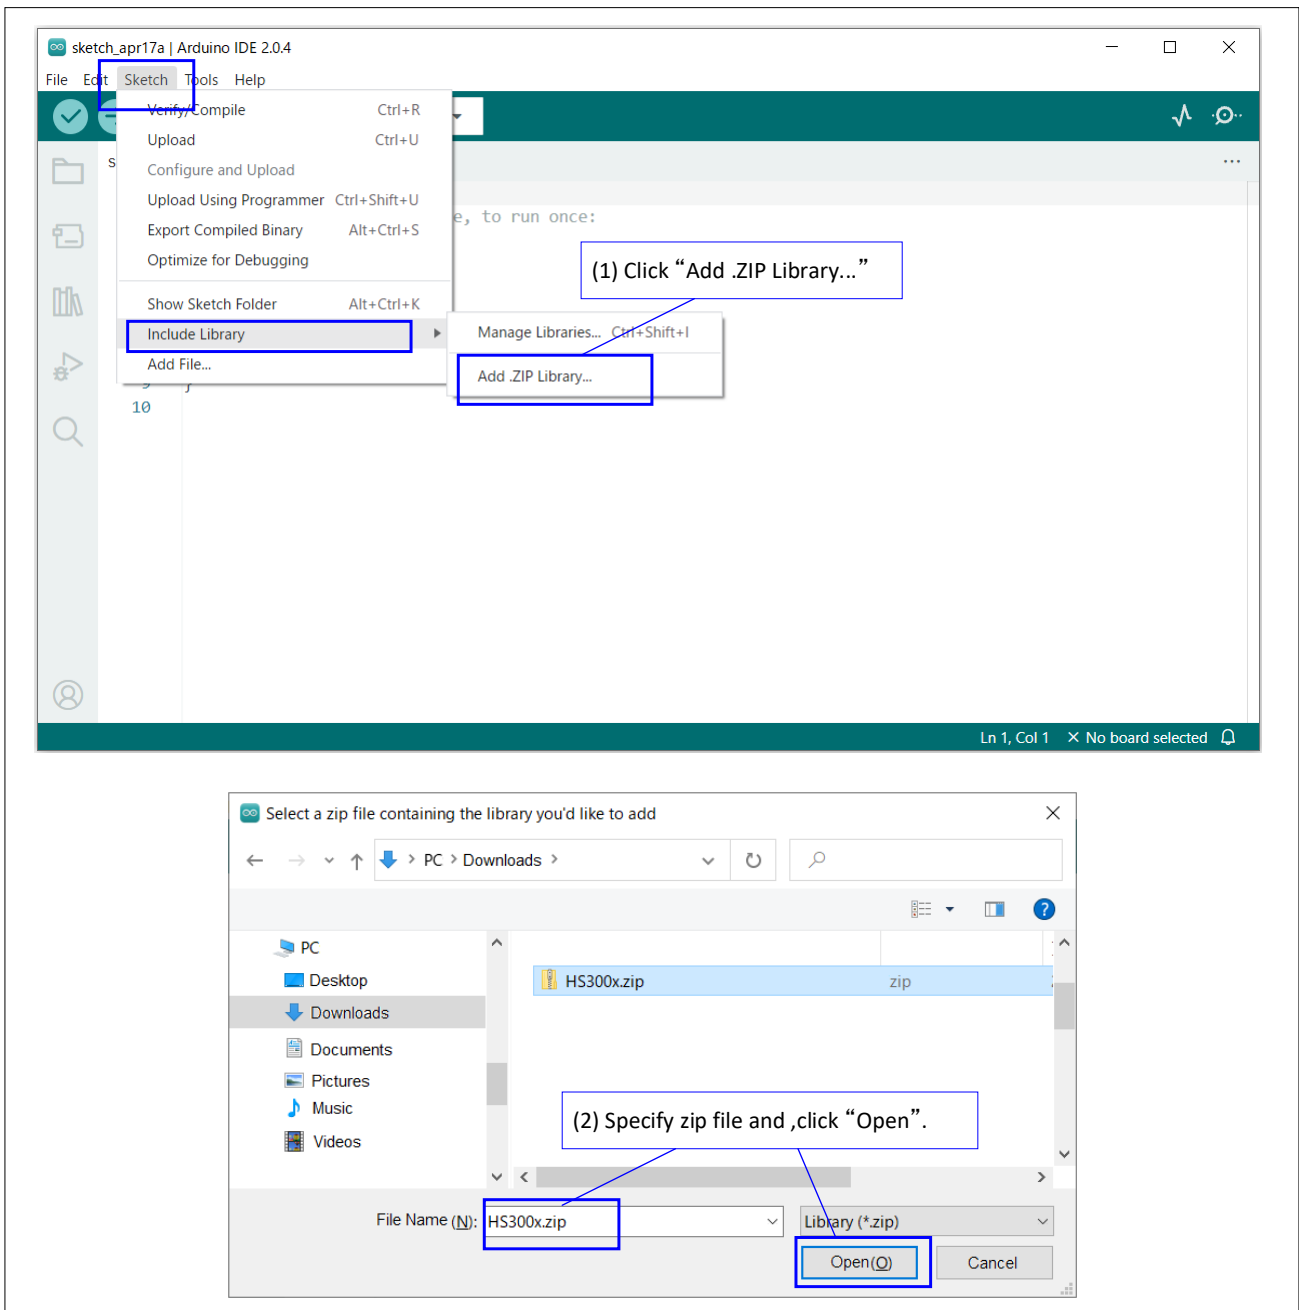 sketch_apr17a | Arduino IDE 2.0.4
File Edit Sketch Tools Help
Verify/Compile Ctrl+R
Upload Ctrl+U
Configure and Upload
Upload Using Programmer Ctrl+Shift+U
e, to run once:
Export Compiled Binary Alt+Ctrl+S
Optimize for Debugging
(1) Click “Add .ZIP Library...”
Show Sketch Folder Alt+Ctrl+K
Include Library
Manage Libraries... Ctrl+Shift+I
Add File...
Add .ZIP Library...
9 }
10
Ln 1, Col 1 × No board selected
Select a zip file containing the library you'd like to add
> PC > Downloads >
PC
Desktop
HS300x.zip zip
Downloads
Documents
Pictures
Music
(2) Specify zip file and ,click “Open”.
Videos
File Name (N): HS300x.zip Library (*.zip)
Open(O) Cancel